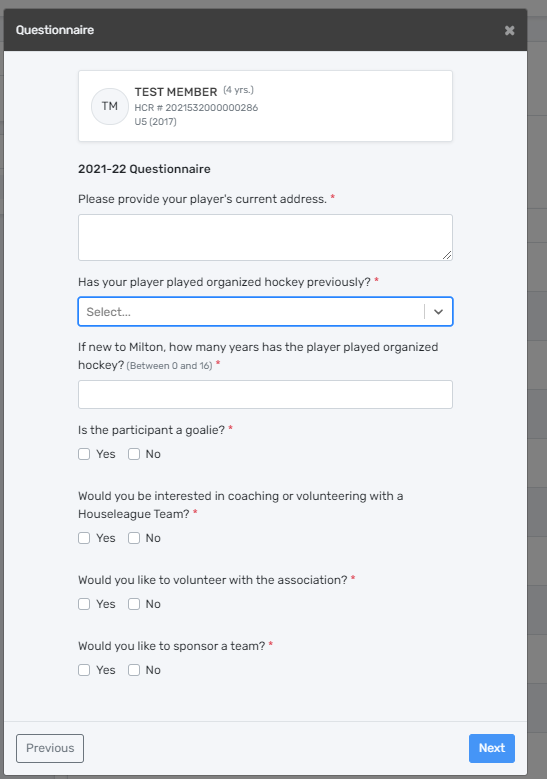 Questionnaire
TM
TEST MEMBER (4 yrs.)
HCR # 2021532000000286
U5 (2017)
2021-22 Questionnaire
Please provide your player's current address. *
Has your player played organized hockey previously? *
Select...
If new to Milton, how many years has the player played organized
hockey? (Between 0 and 16) *
Is the participant a goalie? *
Yes No
Would you be interested in coaching or volunteering with a
Houseleague Team? *
Yes No
Would you like to volunteer with the association? *
Yes No
Would you like to sponsor a team? *
Yes No
Previous
Next